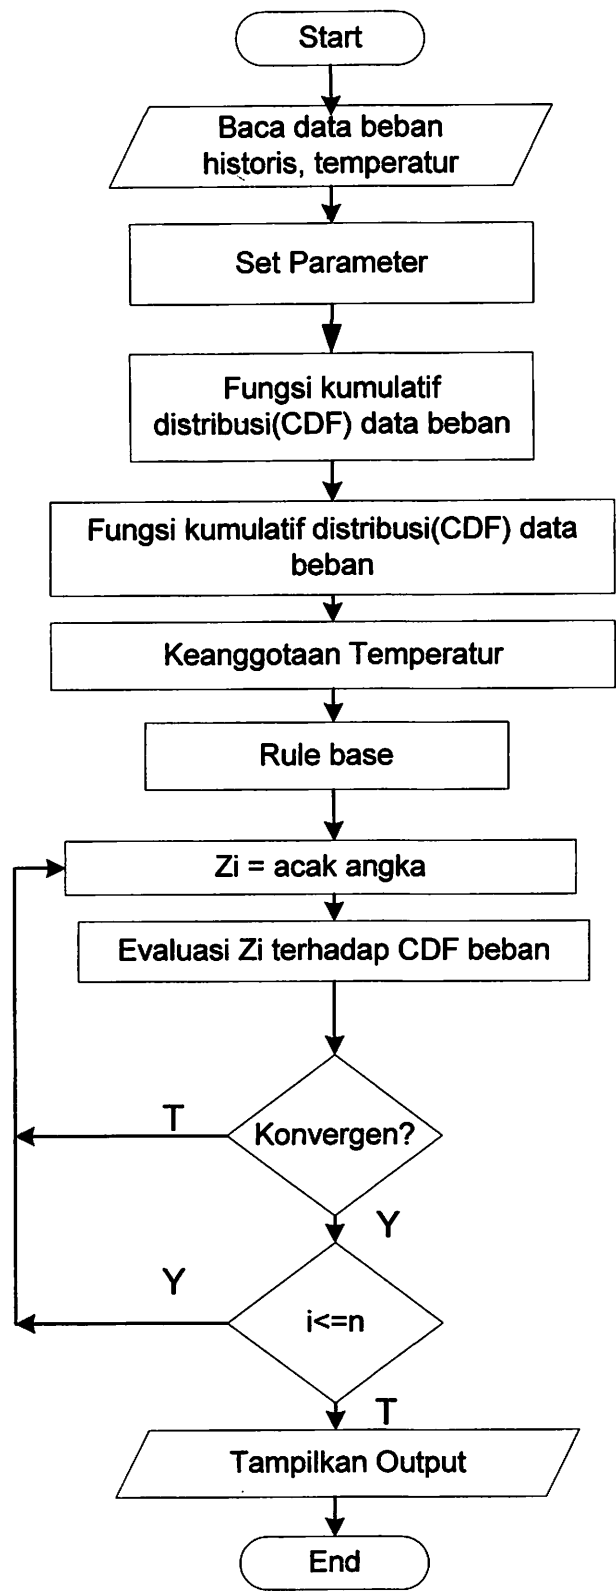 Start
Baca data beban
historis, temperatur
Set Parameter
Fungsi kumulatif
distribusi(CDF) data beban
Fungsi kumulatif distribusi(CDF) data
beban
Keanggotaan Temperatur
Rule base
Zi = acak angka
Evaluasi Zi terhadap CDF beban
T
Konvergen?
Y
Y
i<=n
T
Tampilkan Output
End